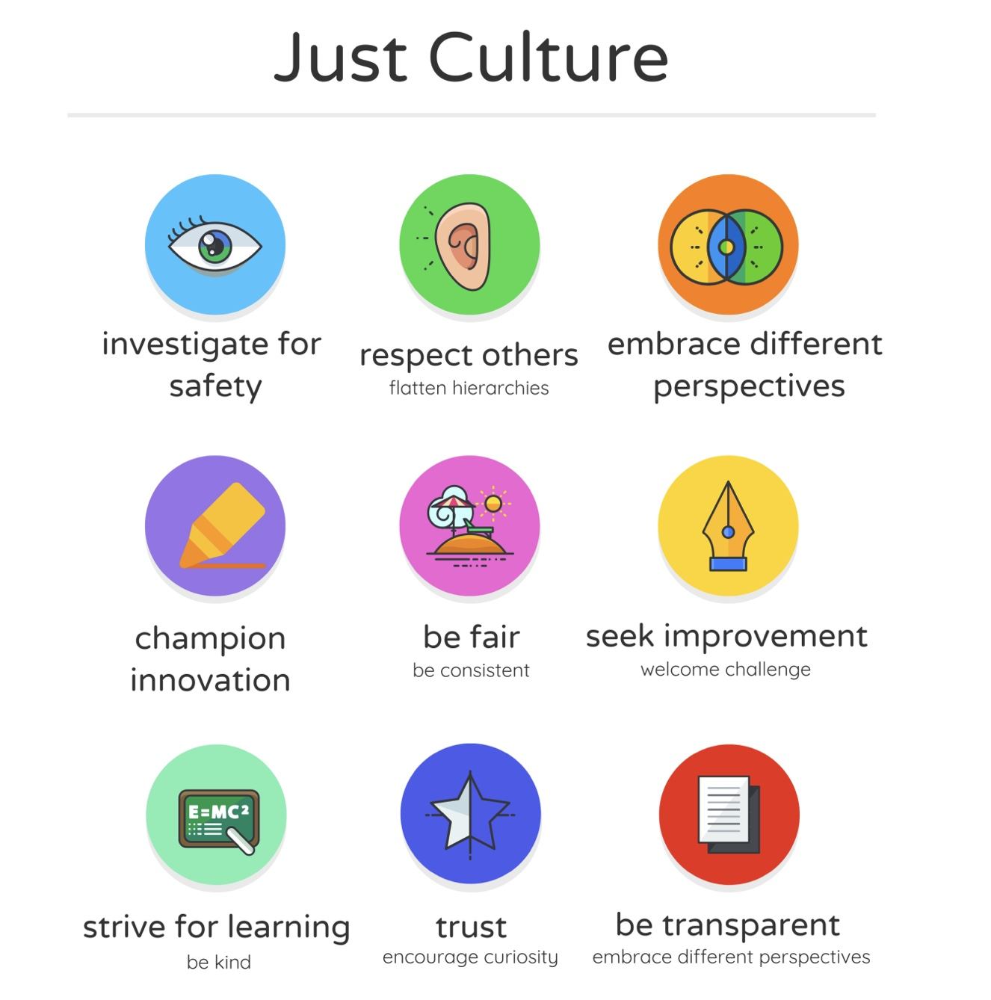 Just Culture
investigate for
safety
respect others
flatten hierarchies
embrace different
perspectives
champion
innovation
be fair
be consistent
seek improvement
welcome challenge
E=MC²
strive for learning
be kind
trust
encourage curiosity
be transparent
embrace different perspectives